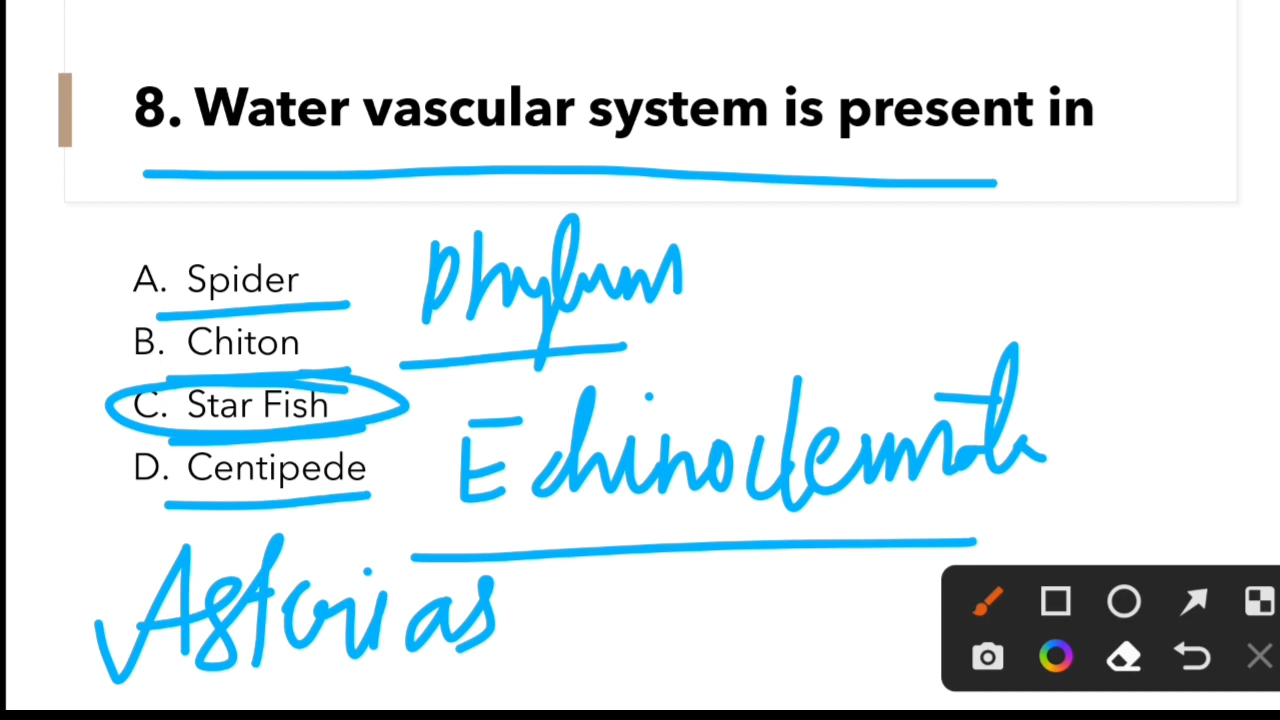 8. Water vascular system is present in
A. Spider
B. Chiton
C. Star Fish
D. Centipede
Phylum
Echinodermata
Asterias